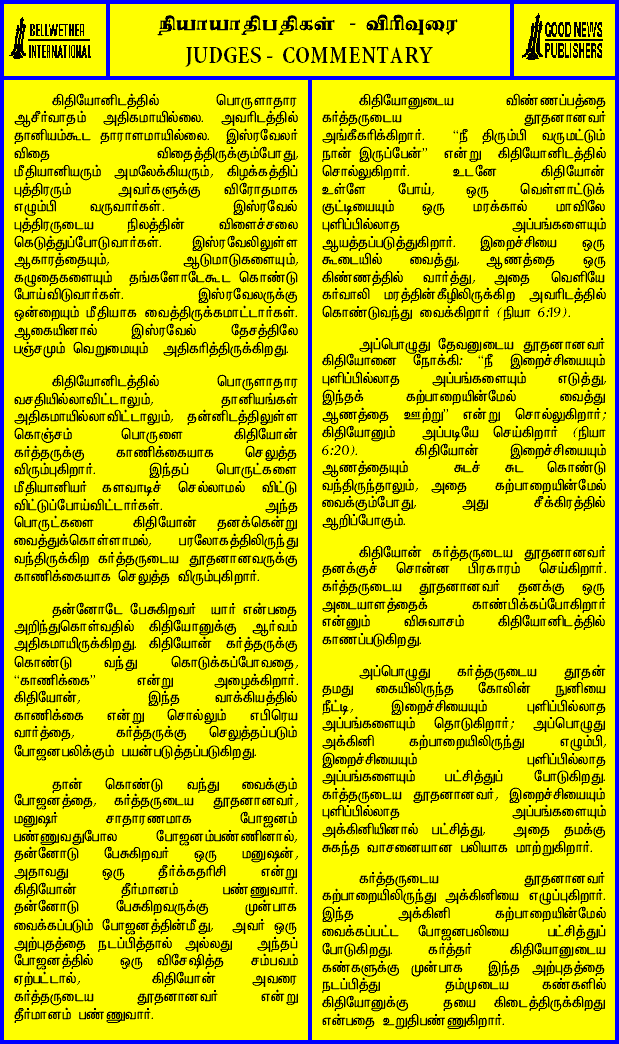 BELLWETHER
INTERNATIONAL
நியாயாதிபதிகள் - விரிவுரை
JUDGES - COMMENTARY
GOOD NEWS
PUBLISHERS
கிதியோனிடத்தில் பொருளாதார
ஆசீர்வாதம் அதிகமாயில்லை. அவரிடத்தில்
தானியம்கூட தாராளமாயில்லை. இஸ்ரவேலர்
விதை விதைத்திருக்கும்போது,
மீதியானியரும் அமலேக்கியரும், கிழக்கத்திப்
புத்திரரும் அவர்களுக்கு விரோதமாக
எழும்பி வருவார்கள். இஸ்ரவேல்
புத்திரருடைய நிலத்தின் விளைச்சலை
கெடுத்துப்போடுவார்கள். இஸ்ரவேலிலுள்ள
ஆகாரத்தையும், ஆடுமாடுகளையும்,
கழுதைகளையும் தங்களோடேகூட கொண்டு
போய்விடுவார்கள். இஸ்ரவேலருக்கு
ஒன்றையும் மீதியாக வைத்திருக்கமாட்டார்கள்.
ஆகையினால் இஸ்ரவேல் தேசத்திலே
பஞ்சமும் வெறுமையும் அதிகரித்திருக்கிறது.
கிதியோனிடத்தில் பொருளாதார
வசதியில்லாவிட்டாலும், தானியங்கள்
அதிகமாயில்லாவிட்டாலும், தன்னிடத்திலுள்ள
கொஞ்சம் பொருளை கிதியோன்
கர்த்தருக்கு காணிக்கையாக செலுத்த
விரும்புகிறார். இந்தப் பொருட்களை
மீதியானியர் களவாடிச் செல்லாமல் விட்டு
விட்டுப்போய்விட்டார்கள். அந்த
பொருட்களை கிதியோன் தனக்கென்று
வைத்துக்கொள்ளாமல், பரலோகத்திலிருந்து
வந்திருக்கிற கர்த்தருடைய தூதனானவருக்கு
காணிக்கையாக செலுத்த விரும்புகிறார்.
தன்னோடே பேசுகிறவர் யார் என்பதை
அறிந்துகொள்வதில் கிதியோனுக்கு ஆர்வம்
அதிகமாயிருக்கிறது. கிதியோன் கர்த்தருக்கு
கொண்டு வந்து கொடுக்கப்போவதை,
“காணிக்கை” என்று அழைக்கிறார்.
கிதியோன், இந்த வாக்கியத்தில்
காணிக்கை என்று சொல்லும் எபிரெய
வார்த்தை, கர்த்தருக்கு செலுத்தப்படும்
போஜனபலிக்கும் பயன்படுத்தப்படுகிறது.
தான் கொண்டு வந்து வைக்கும்
போஜனத்தை, கர்த்தருடைய தூதனானவர்,
மனுஷர் சாதாரணமாக போஜனம்
பண்ணுவதுபோல போஜனம்பண்ணினால்,
தன்னோடு பேசுகிறவர் ஒரு மனுஷன்,
அதாவது ஒரு தீர்க்கதரிசி என்று
கிதியோன் தீர்மானம் பண்ணுவார்.
தன்னோடு பேசுகிறவருக்கு முன்பாக
வைக்கப்படும் போஜனத்தின்மீது, அவர் ஒரு
அற்புதத்தை நடப்பித்தால் அல்லது அந்தப்
போஜனத்தில் ஒரு விசேஷித்த சம்பவம்
ஏற்பட்டால், கிதியோன் அவரை
கர்த்தருடைய தூதனானவர் என்று
தீர்மானம் பண்ணுவார்.
கிதியோனுடைய விண்ணப்பத்தை
கர்த்தருடைய தூதனானவர்
அங்கீகரிக்கிறார். “நீ திரும்பி வருமட்டும்
நான் இருப்பேன்” என்று கிதியோனிடத்தில்
சொல்லுகிறார். உடனே கிதியோன்
உள்ளே போய், ஒரு வெள்ளாட்டுக்
குட்டியையும் ஒரு மரக்கால் மாவிலே
புளிப்பில்லாத அப்பங்களையும்
ஆயத்தப்படுத்துகிறார். இறைச்சியை ஒரு
கூடையில் வைத்து, ஆணத்தை ஒரு
கிண்ணத்தில் வார்த்து, அதை வெளியே
கர்வாலி மரத்தின்கீழிலிருக்கிற அவரிடத்தில்
கொண்டுவந்து வைக்கிறார் (நியா 6:19).
அப்பொழுது தேவனுடைய தூதனானவர்
கிதியோனை நோக்கி: “நீ இறைச்சியையும்
புளிப்பில்லாத அப்பங்களையும் எடுத்து,
இந்தக் கற்பாறையின்மேல் வைத்து
ஆணத்தை ஊற்று” என்று சொல்லுகிறார்;
கிதியோனும் அப்படியே செய்கிறார் (நியா
6:20). கிதியோன் இறைச்சியையும்
ஆணத்தையும் சுடச் சுட கொண்டு
வந்திருந்தாலும், அதை கற்பாறையின்மேல்
வைக்கும்போது, அது சீக்கிரத்தில்
ஆறிப்போகும்.
கிதியோன் கர்த்தருடைய தூதனானவர்
தனக்குச் சொன்ன பிரகாரம் செய்கிறார்.
கர்த்தருடைய தூதனானவர் தனக்கு ஒரு
அடையாளத்தைக் காண்பிக்கப்போகிறார்
என்னும் விசுவாசம் கிதியோனிடத்தில்
காணப்படுகிறது.
அப்பொழுது கர்த்தருடைய தூதன்
தமது கையிலிருந்த கோலின் நுனியை
நீட்டி, இறைச்சியையும் புளிப்பில்லாத
அப்பங்களையும் தொடுகிறார்; அப்பொழுது
அக்கினி கற்பாறையிலிருந்து எழும்பி,
இறைச்சியையும் புளிப்பில்லாத
அப்பங்களையும் பட்சித்துப் போடுகிறது.
கர்த்தருடைய தூதனானவர், இறைச்சியையும்
புளிப்பில்லாத அப்பங்களையும்
அக்கினியினால் பட்சித்து, அதை தமக்கு
சுகந்த வாசனையான பலியாக மாற்றுகிறார்.
கர்த்தருடைய தூதனானவர்
கற்பாறையிலிருந்து அக்கினியை எழுப்புகிறார்.
இந்த அக்கினி கற்பாறையின்மேல்
வைக்கப்பட்ட போஜனபலியை பட்சித்துப்
போடுகிறது. கர்த்தர் கிதியோனுடைய
கண்களுக்கு முன்பாக இந்த அற்புதத்தை
நடப்பித்து தம்முடைய கண்களில்
கிதியோனுக்கு தயை கிடைத்திருக்கிறது
என்பதை உறுதிபண்ணுகிறார்.